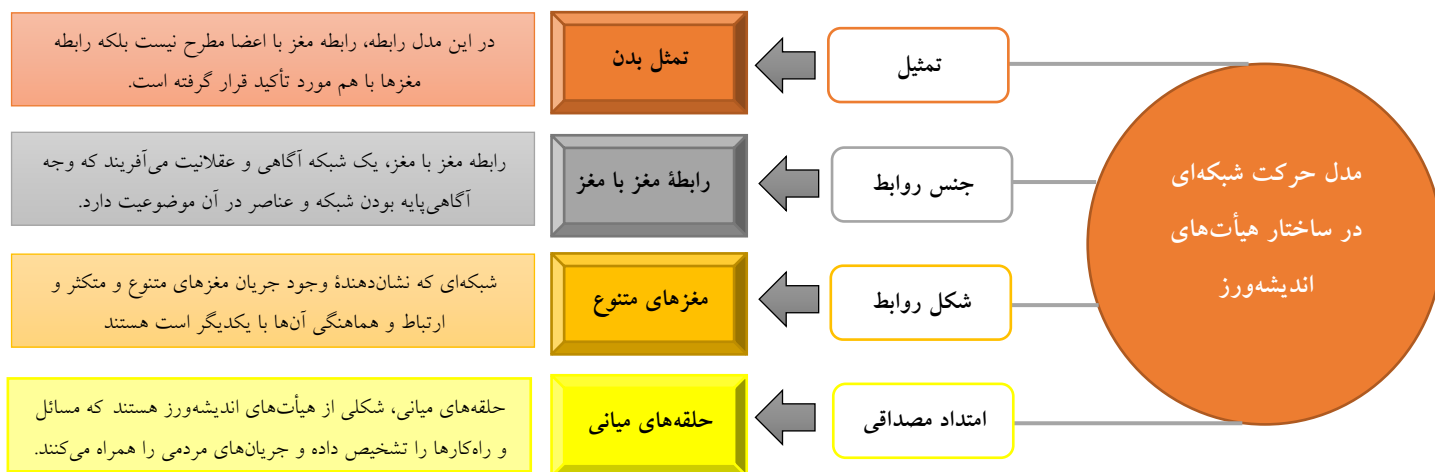 مدل حرکت شبکه‌ای
در ساختار هیأت‌های
اندیشه‌ورز
تمثیل
تمثل بدن
در این مدل رابطه، رابطه مغز با اعضا مطرح نیست بلکه رابطه
مغزها با هم مورد تأکید قرار گرفته است.
جنس روابط
رابطهٔ مغز با مغز
رابطه مغز با مغز، یک شبکه آگاهی و عقلانیت می‌آفریند که وجه
آگاهی‌پایه بودن شبکه و عناصر در آن موضوعیت دارد.
شکل روابط
مغزهای متنوع
شبکه‌ای که نشان‌دهندهٔ وجود جریان مغزهای متنوع و متکثر و
ارتباط و هماهنگی آن‌ها با یکدیگر است هستند
امتداد مصداقی
حلقه‌های میانی
حلقه‌های میانی، شکلی از هیأت‌های اندیشه‌ورز هستند که مسائل
و راه‌کارها را تشخیص داده و جریان‌های مردمی را همراه می‌کنند.